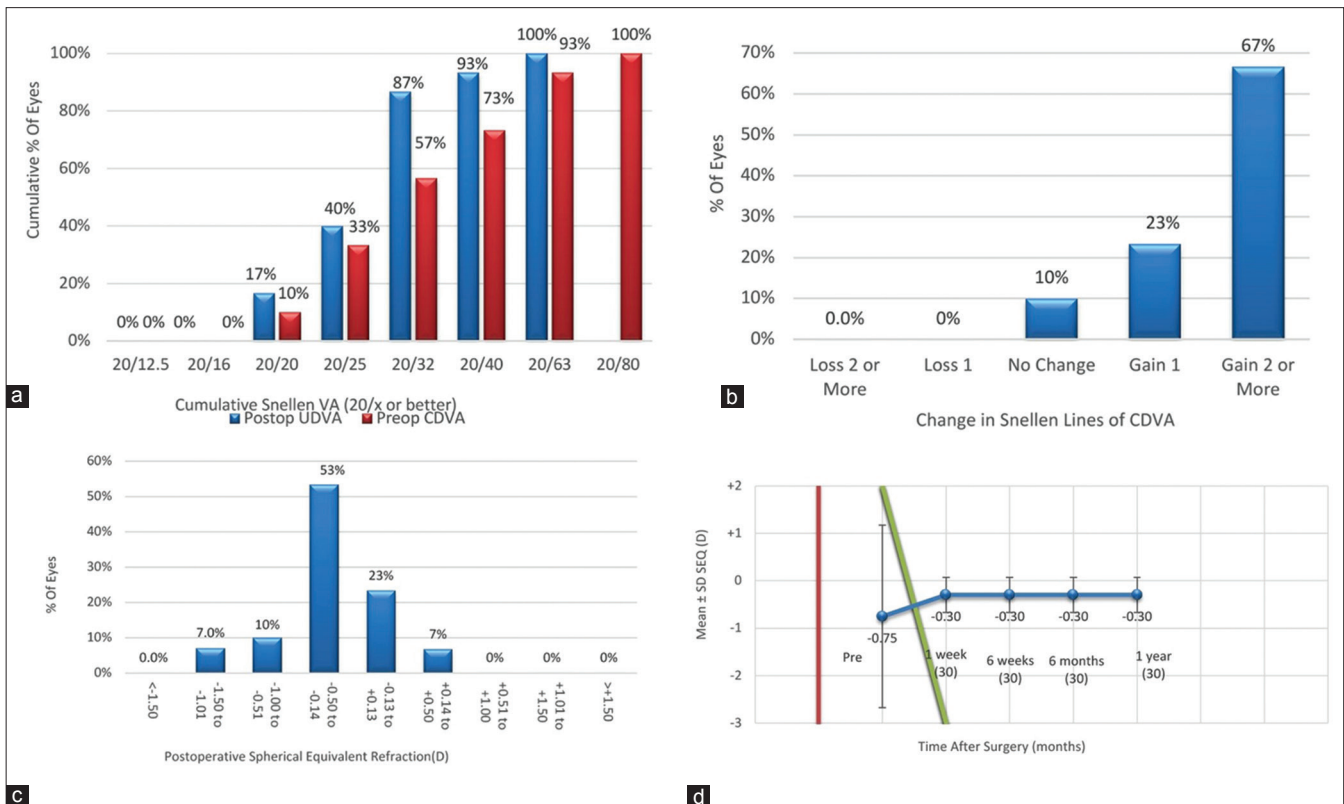 100%
80%
60%
40%
20%
0%
Cumulative % Of Eyes
0% 0% 0% 0% 17% 10% 40% 33% 87% 57% 93% 73% 100% 93% 100%
20/12.5 20/16 20/20 20/25 20/32 20/40 20/63 20/80
Cumulative Snellen VA (20/x or better)
Postop UDVA Preop CDVA
a
70%
60%
50%
40%
30%
20%
10%
0%
% Of Eyes
0.0% 0% 10% 23% 67%
Loss 2 or Loss 1 No Change Gain 1 Gain 2 or
More More
Change in Snellen Lines of CDVA
b
60%
50%
40%
30%
20%
10%
0%
% Of Eyes
0.0% 7.0% 10% 53% 23% 7% 0% 0% 0%
<-1.50
-1.50 to
-1.01
-1.00 to
-0.51
-0.50 to
-0.14
-0.13 to
+0.13
+0.14 to
+0.50
+0.51 to
+1.00
+1.01 to
+1.50
>+1.50
Postoperative Spherical Equivalent Refraction(D)
c
+2
+1
0
-1
-2
-3
Mean ± SD SEQ (D)
-0.75 -0.30 -0.30 -0.30 -0.30
Pre 1 week 6 weeks 6 months 1 year
(30) (30) (30) (30)
Time After Surgery (months)
d